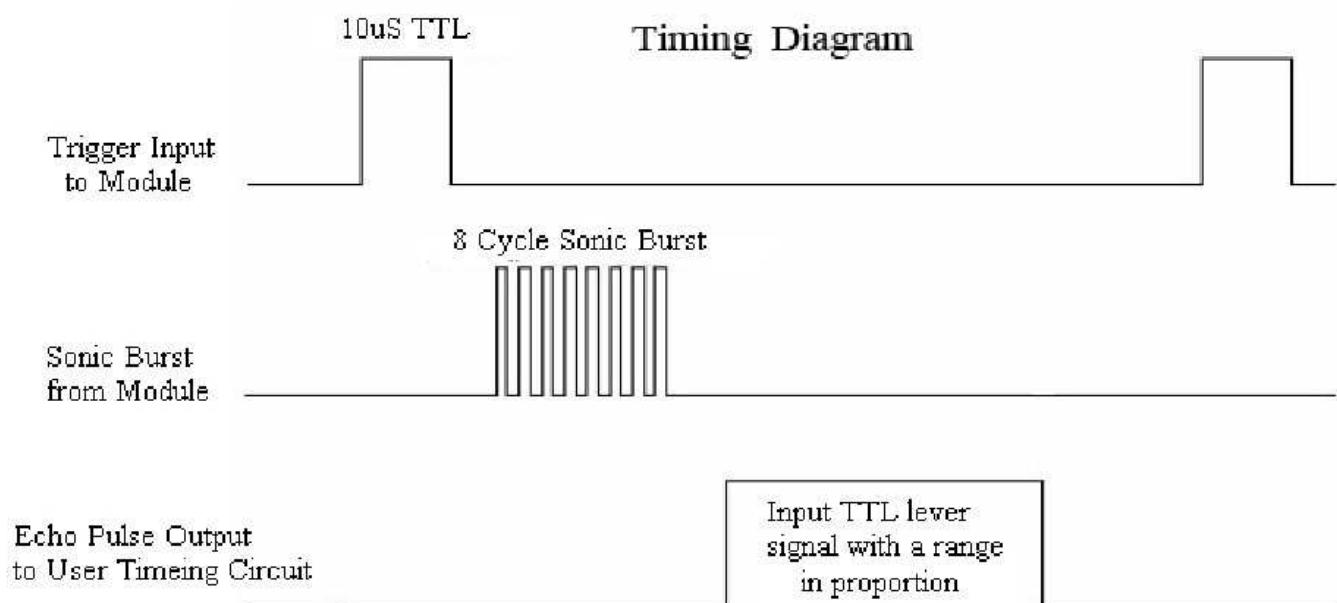 10uS TTL
Timing Diagram
Trigger Input
to Module
8 Cycle Sonic Burst
Sonic Burst
from Module
Echo Pulse Output
to User Timeing Circuit
Input TTL lever
signal with a range
in proportion